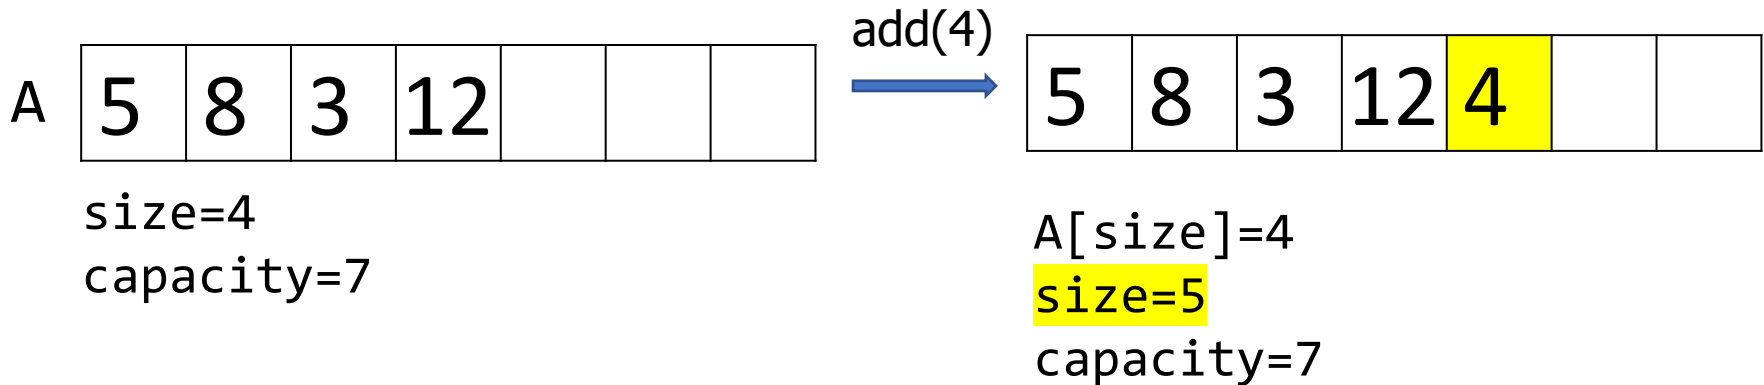 A 5 8 3 12
size=4
capacity=7
add(4)
5 8 3 12 4
A[size]=4
size=5
capacity=7